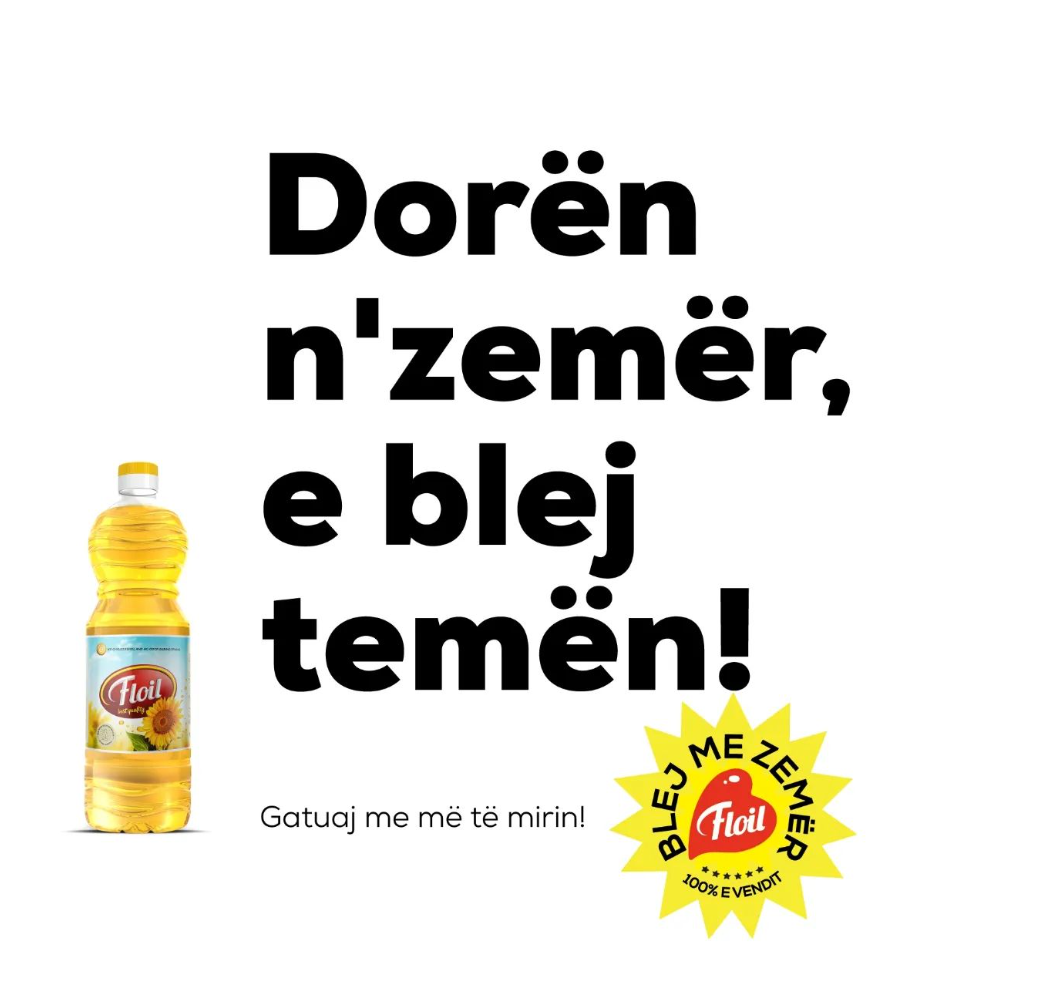 Dorën
n'zemër,
e blej
temën!
Floil
Gatuaj me më të mirin!
BLEJ ME ZEMËR
Floil
100% E VENDIT